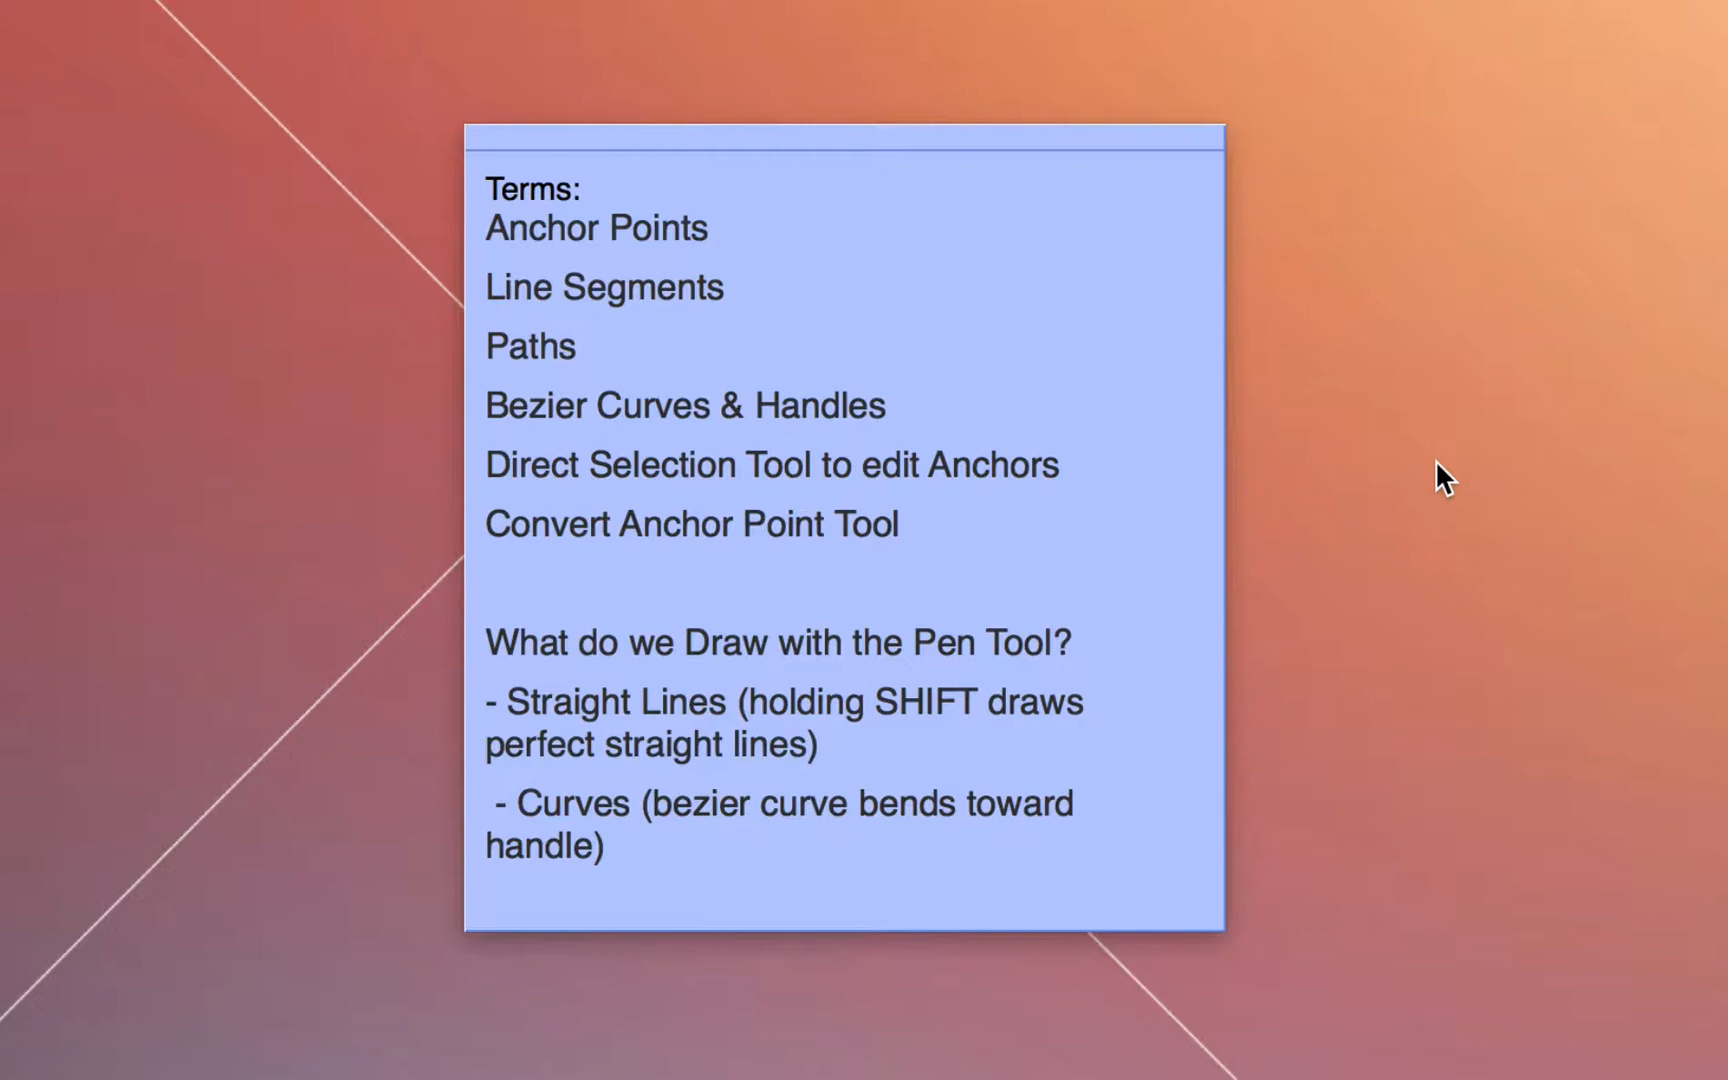 Terms:
Anchor Points
Line Segments
Paths
Bezier Curves & Handles
Direct Selection Tool to edit Anchors
Convert Anchor Point Tool
What do we Draw with the Pen Tool?
- Straight Lines (holding SHIFT draws
perfect straight lines)
- Curves (bezier curve bends toward
handle)